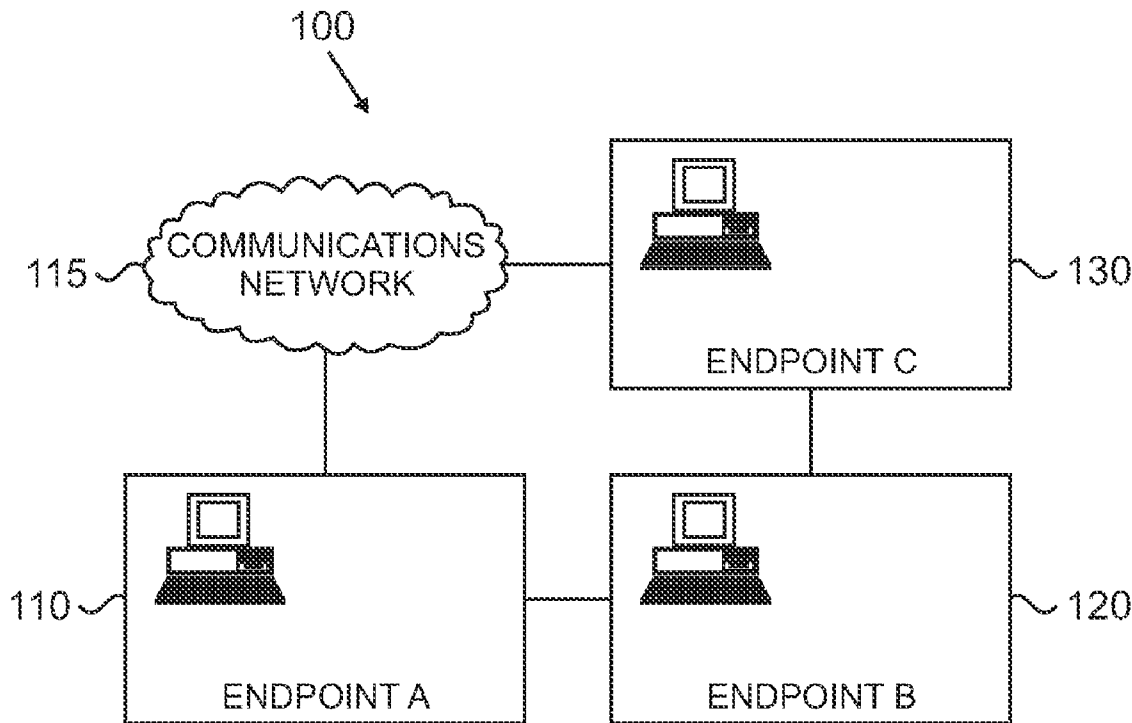 100
COMMUNICATIONS
NETWORK
115
130
ENDPOINT C
110
120
ENDPOINT A
ENDPOINT B